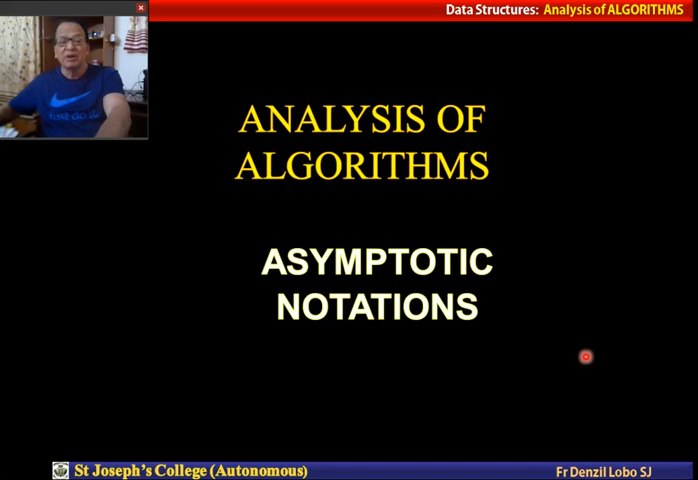 Data Structures: Analysis of ALGORITHMS
ANALYSIS OF
ALGORITHMS
ASYMPTOTIC
NOTATIONS
St Joseph's College (Autonomous)
Fr Denzil Lobo SJ